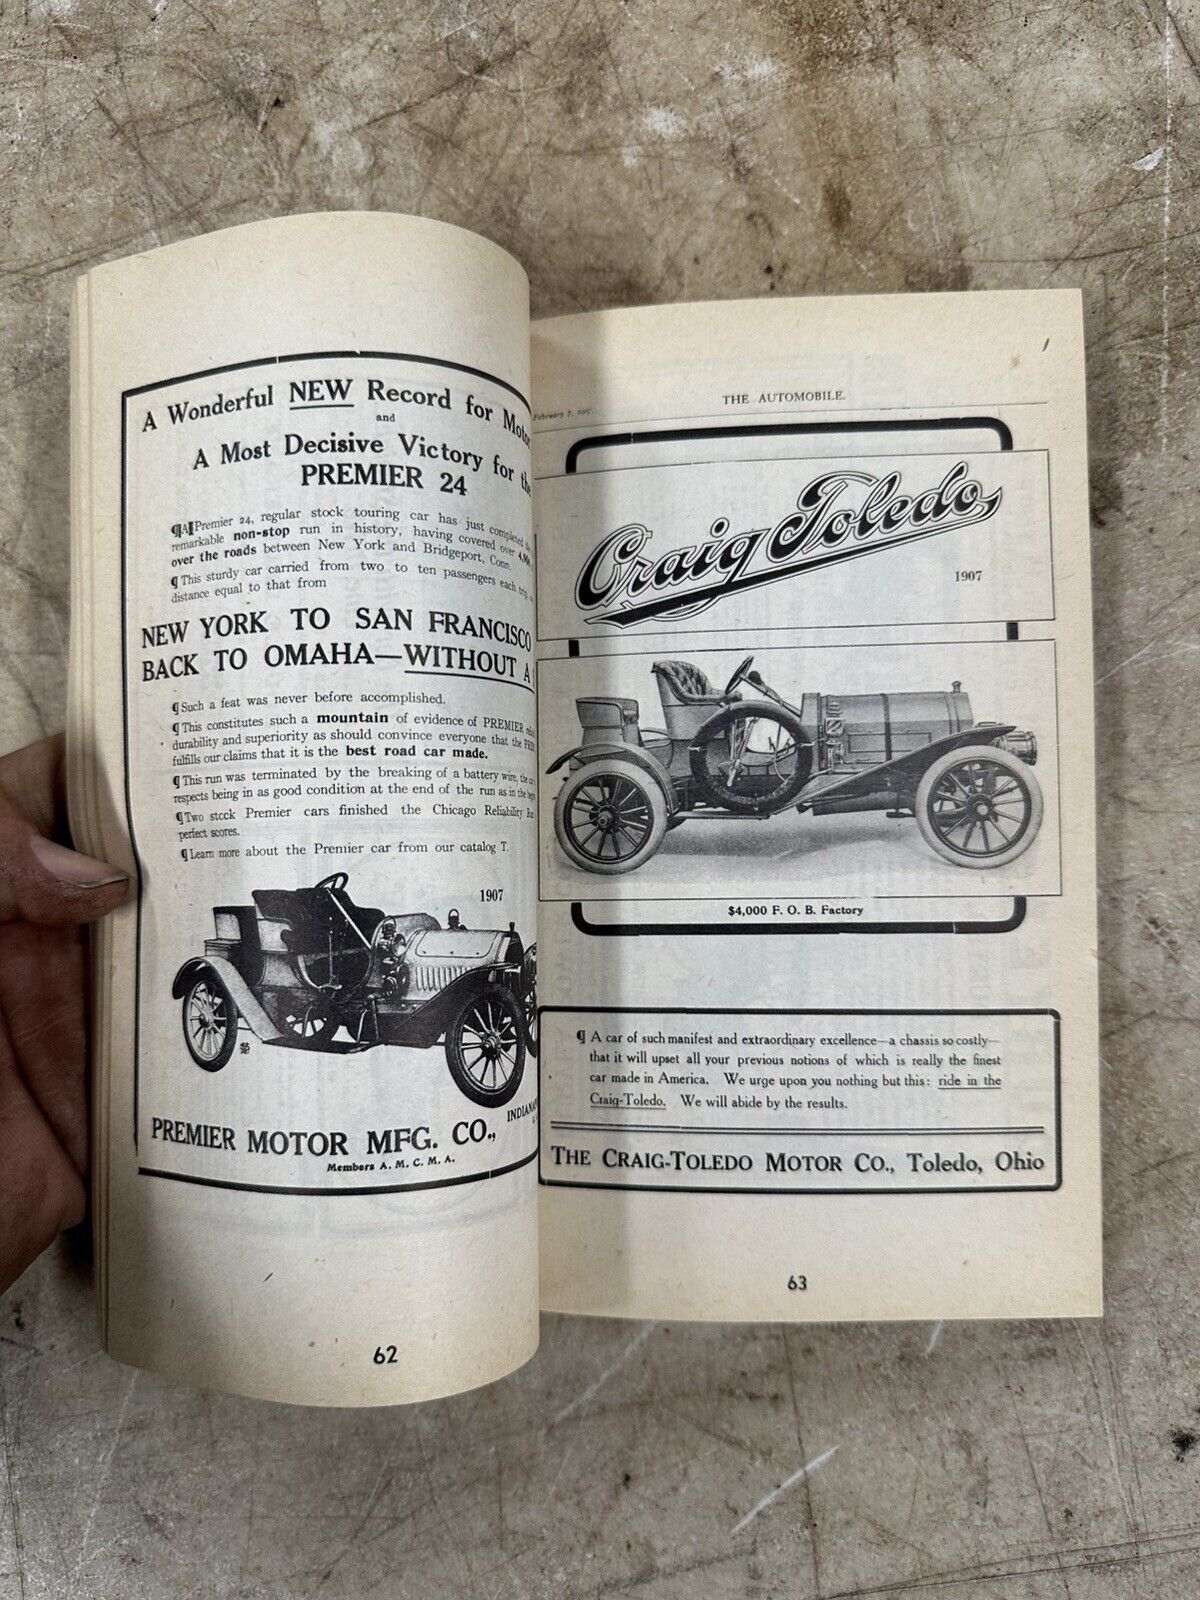 A Wonderful NEW Record for Motor
and
A Most Decisive Victory for the
PREMIER 24
¶A Premier 24, regular stock touring car has just completed
remarkable non-stop run in history, having covered over
over the roads between New York and Bridgeport, Conn.
¶This sturdy car carried from two to ten passengers each trip,
distance equal to that from
NEW YORK TO SAN FRANCISCO
BACK TO OMAHA—WITHOUT A
¶Such a feat was never before accomplished.
¶This constitutes such a mountain of evidence of PREMIER
durability and superiority as should convince everyone that the
fulfills our claims that it is the best road car made.
¶This run was terminated by the breaking of a battery wire, the
respects being in as good condition at the end of the run as in the
¶Two stock Premier cars finished the Chicago Reliability
perfect scores.
¶Learn more about the Premier car from our catalog T.
1907
PREMIER MOTOR MFG. CO.,
Members A. M. C. M. A.
62
February 7, 1907.
THE AUTOMOBILE.
Craig Toledo
1907
$4,000 F. O. B. Factory
¶ A car of such manifest and extraordinary excellence—a chassis so costly—
that it will upset all your previous notions of which is really the finest
car made in America. We urge upon you nothing but this: ride in the
Craig-Toledo. We will abide by the results.
THE CRAIG-TOLEDO MOTOR CO., Toledo, Ohio
63